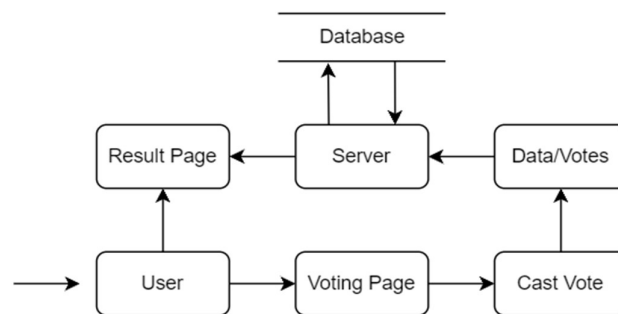 Database
Result Page
Server
Data/Votes
User
Voting Page
Cast Vote